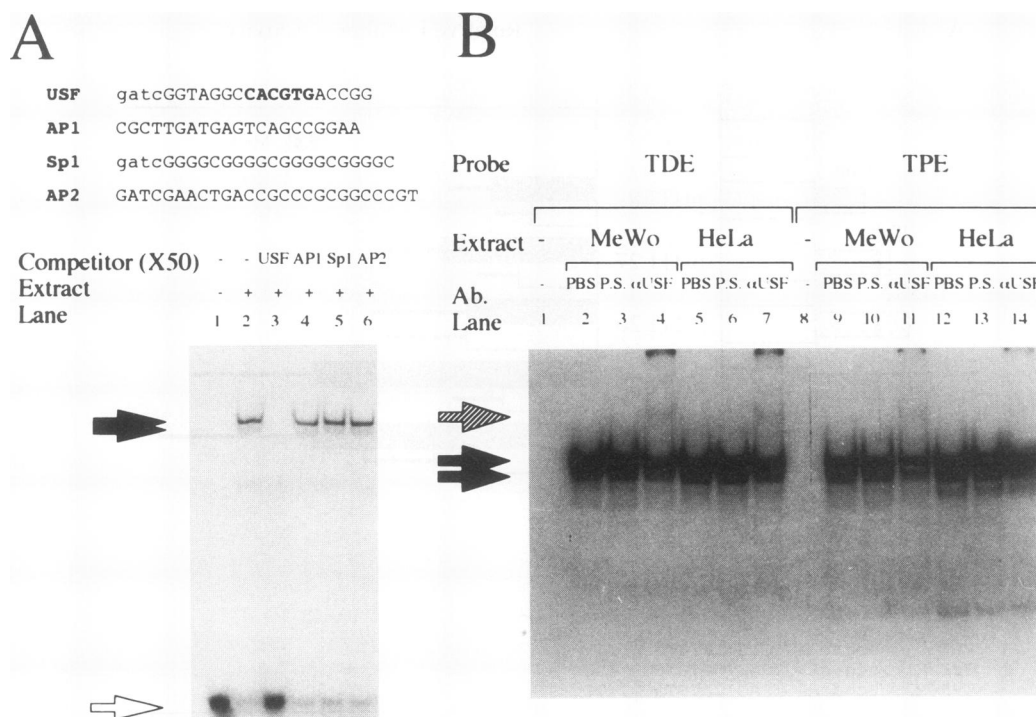 A
USF gatcGGTAGGCCACGTGACCGG
AP1 CGCTTGATGAGTCAGCCGGAA
Sp1 gatcGGGGCGGGGCGGGGCGGGGC
AP2 GATCGAACTGACCGCCCGCGGCCCGT
Competitor (X50) - - USF AP1 Sp1 AP2
Extract - + + + + +
Lane 1 2 3 4 5 6
B
Probe TDE TPE
Extract - MeWo HeLa - MeWo HeLa
Ab. - PBS P.S. αUSF PBS P.S. αUSF - PBS P.S. αUSF PBS P.S. αUSF
Lane 1 2 3 4 5 6 7 8 9 10 11 12 13 14